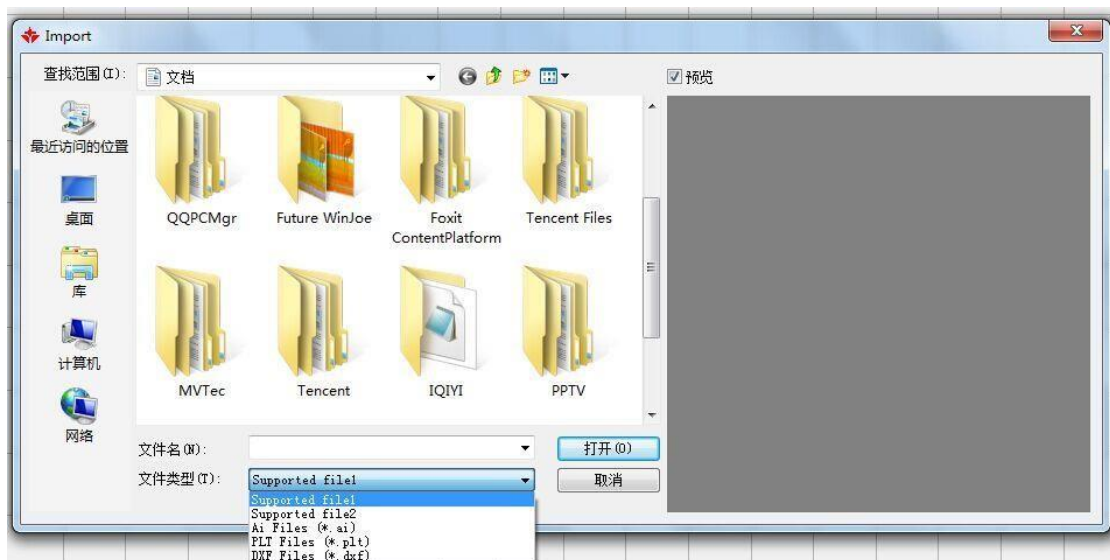 Import
查找范围(I):
文档
预览
最近访问的位置
桌面
库
计算机
网络
QQPCMgr
Future WinJoe
Foxit
ContentPlatform
Tencent Files
MVTec
Tencent
IQIYI
PPTV
文件名(N):
打开(O)
文件类型(T):
Supported file1
取消
Supported file1
Supported file2
Ai Files (*.ai)
PLT Files (*.plt)
DXF Files (*.dxf)